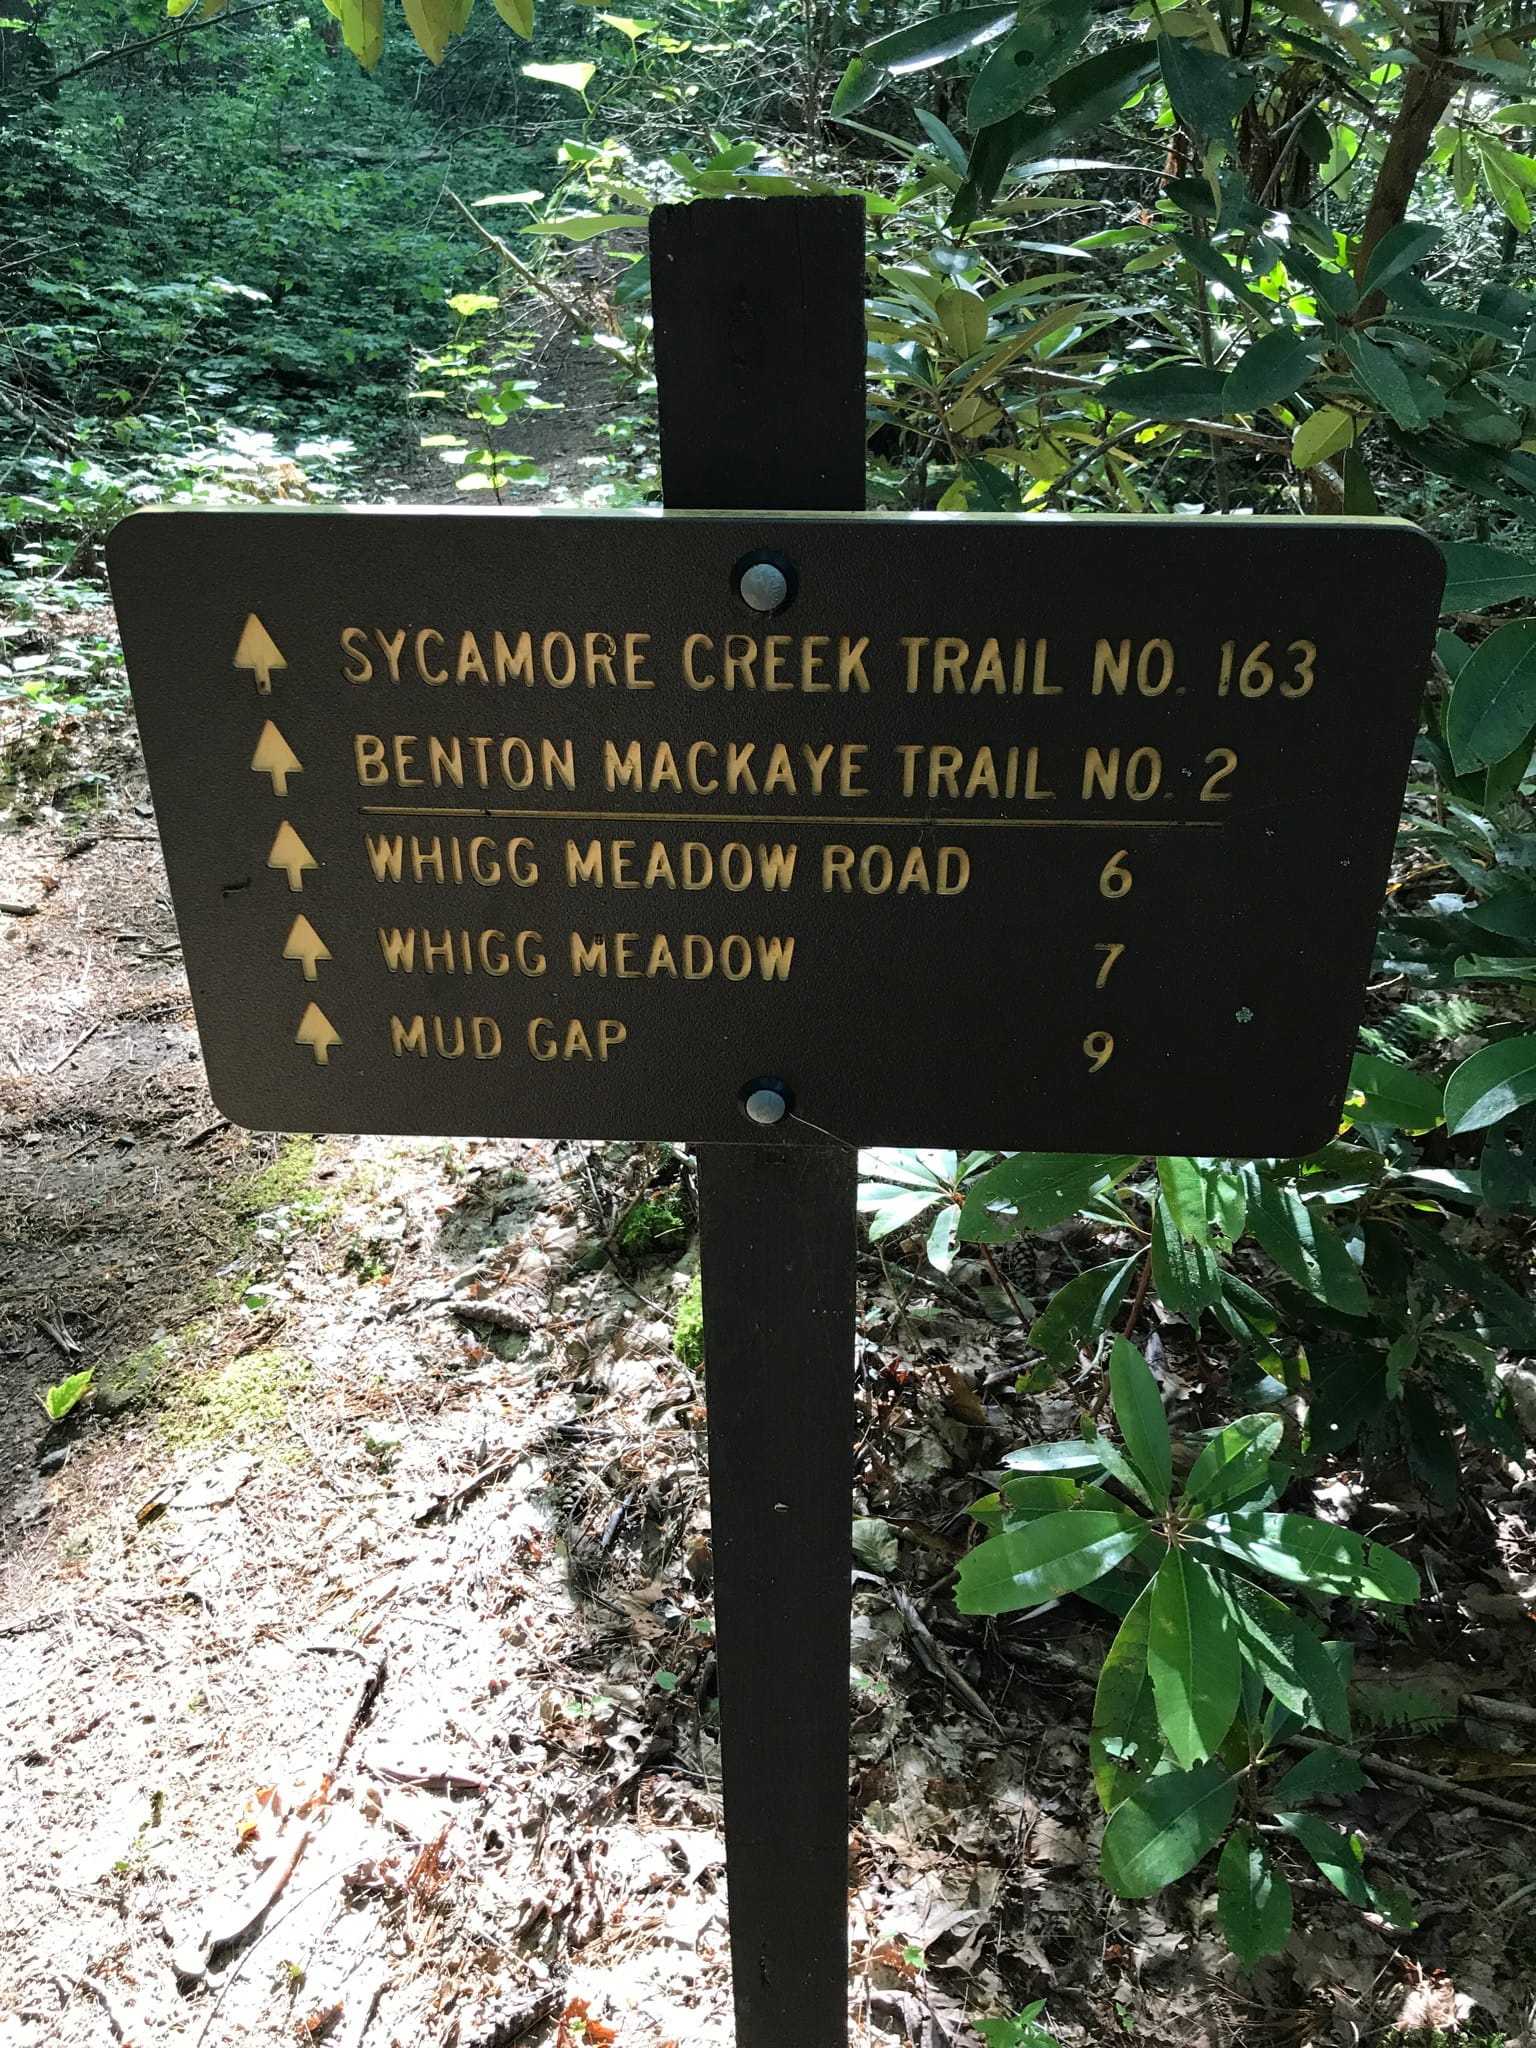 SYCAMORE CREEK TRAIL NO. 163
BENTON MACKAYE TRAIL NO. 2
WHIGG MEADOW ROAD 6
WHIGG MEADOW 7
MUD GAP 9